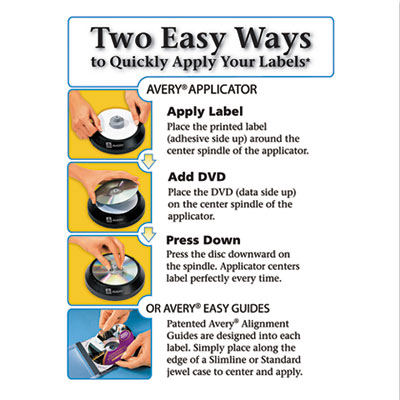 Two Easy Ways
to Quickly Apply Your Labels*
AVERY® APPLICATOR
Apply Label
Place the printed label
(adhesive side up) around the
center spindle of the applicator.
Add DVD
Place the DVD (data side up)
on the center spindle of the
applicator.
Press Down
Press the disc downward on
the spindle. Applicator centers
label perfectly every time.
OR AVERY® EASY GUIDES
Patented Avery® Alignment
Guides are designed into each
label. Simply place along the
edge of a Slimline or Standard
jewel case to center and apply.